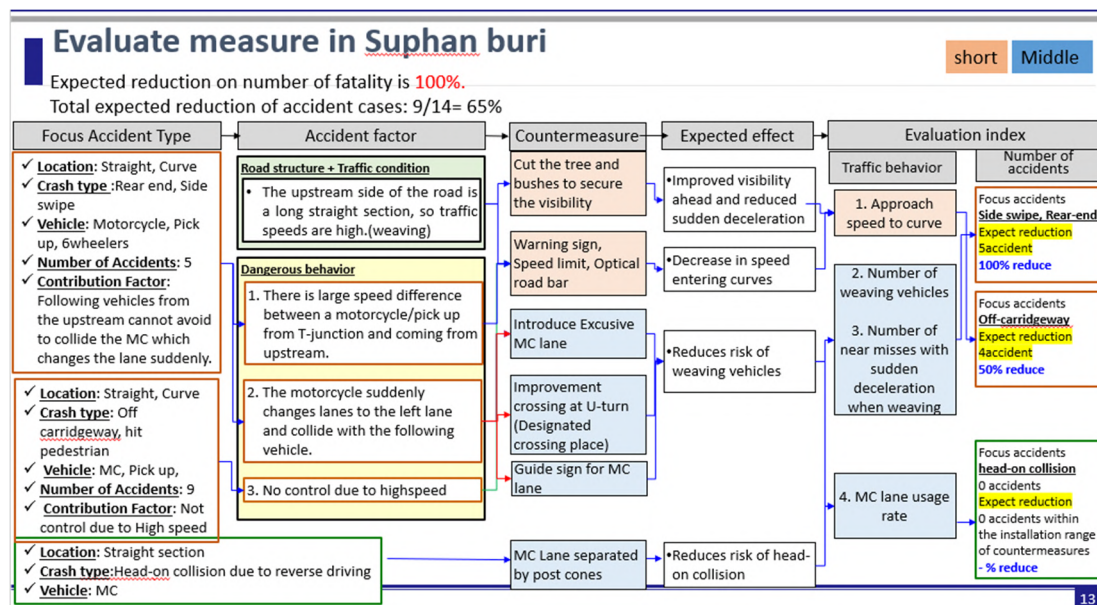 Evaluate measure in Suphan buri
short
Middle
Expected reduction on number of fatality is 100%.
Total expected reduction of accident cases: 9/14= 65%
Focus Accident Type
Accident factor
Countermeasure
Expected effect
Evaluation index
✓ Location: Straight, Curve
✓ Crash type :Rear end, Side
swipe
✓ Vehicle: Motorcycle, Pick
up, 6wheelers
✓ Number of Accidents: 5
✓ Contribution Factor:
Following vehicles from
the upstream cannot avoid
to collide the MC which
changes the lane suddenly.
✓ Location: Straight, Curve
✓ Crash type: Off
carridgeway, hit
pedestrian
✓ Vehicle: MC, Pick up,
✓ Number of Accidents: 9
✓ Contribution Factor: Not
control due to High speed
✓ Location: Straight section
✓ Crash type:Head-on collision due to reverse driving
✓ Vehicle: MC
Road structure + Traffic condition
• The upstream side of the road is
a long straight section, so traffic
speeds are high.(weaving)
Dangerous behavior
1. There is large speed difference
between a motorcycle/pick up
from T-junction and coming from
upstream.
2. The motorcycle suddenly
changes lanes to the left lane
and collide with the following
vehicle.
3. No control due to highspeed
Cut the tree and
bushes to secure
the visibility
Warning sign,
Speed limit, Optical
road bar
Introduce Excusive
MC lane
Improvement
crossing at U-turn
(Designated
crossing place)
Guide sign for MC
lane
MC Lane separated
by post cones
•Improved visibility
ahead and reduced
sudden deceleration
•Decrease in speed
entering curves
•Reduces risk of
weaving vehicles
•Reduces risk of head-
on collision
Traffic behavior
1. Approach
speed to curve
2. Number of
weaving vehicles
3. Number of
near misses with
sudden
deceleration
when weaving
4. MC lane usage
rate
Number of
accidents
Focus accidents
Side swipe, Rear-end
Expect reduction
5accident
100% reduce
Focus accidents
Off-carridgeway
Expect reduction
4accident
50% reduce
Focus accidents
head-on collision
0 accidents
Expect reduction
0 accidents within
the installation range
of countermeasures
- % reduce
13